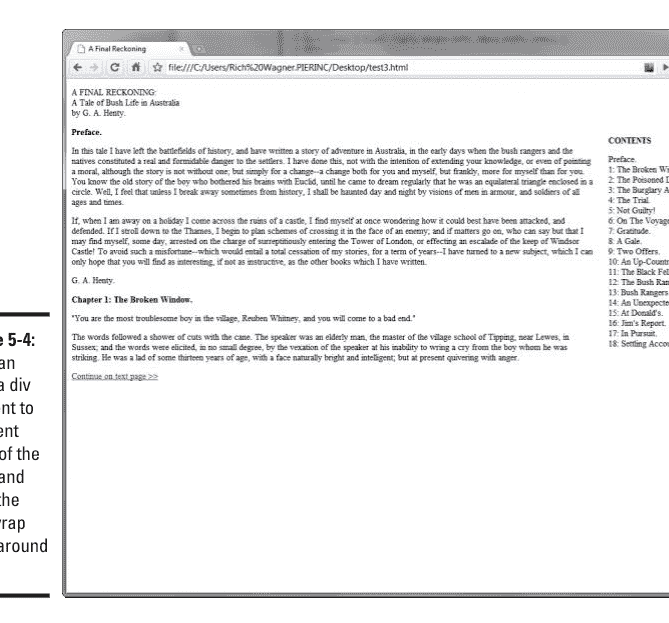 A Final Reckoning
file:///C:/Users/Rich%20Wagner.PIERINC/Desktop/test3.html
A FINAL RECKONING:
A Tale of Bush Life in Australia
by G. A. Henty.
Preface.
In this tale I have left the battlefields of history, and have written a story of adventure in Australia, in the early days when the bush rangers and the
natives constituted a real and formidable danger to the settlers. I have done this, not with the intention of extending your knowledge, or even of pointing
a moral, although the story is not without one; but simply for a change--a change both for you and myself, but frankly, more for myself than for you.
You know the old story of the boy who bothered his brains with Euclid, until he came to dream regularly that he was an equilateral triangle enclosed in a
circle. Well, I feel that unless I break away sometimes from history, I shall be haunted day and night by visions of men in armour, and soldiers of all
ages and times.
If, when I am away on a holiday I come across the ruins of a castle, I find myself at once wondering how it could best have been attacked, and
defended. If I stroll down to the Thames, I begin to plan schemes of crossing it in the face of an enemy; and if matters go on, who can say but that I
may find myself, some day, arrested on the charge of surreptitiously entering the Tower of London, or effecting an escalade of the keep of Windsor
Castle! To avoid such a misfortune--which would entail a total cessation of my stories, for a term of years--I have turned to a new subject, which I can
only hope that you will find as interesting, if not as instructive, as the other books which I have written.
G. A. Henty.
Chapter 1: The Broken Window.
"You are the most troublesome boy in the village, Reuben Whitney, and you will come to a bad end."
The words followed a shower of cuts with the cane. The speaker was an elderly man, the master of the village school of Tipping, near Lewes, in
Sussex; and the words were elicited, in no small degree, by the vexation of the speaker at his inability to wring a cry from the boy whom he was
striking. He was a lad of some thirteen years of age, with a face naturally bright and intelligent; but at present quivering with anger.
Continue on text page >>
CONTENTS
Preface.
1: The Broken Wi
2: The Poisoned D
3: The Burglary A
4: The Trial.
5: Not Guilty!
6: On The Voyage
7: Gratitude.
8: A Gale.
9: Two Offers.
10: An Up-Countr
11: The Black Fell
12: The Bush Ran
13: Bush Rangers
14: An Unexpecte
15: At Donald's.
16: Jim's Report.
17: In Pursuit.
18: Settling Accou
e 5-4:
an
a div
nt to
ent
of the
and
the
rap
around